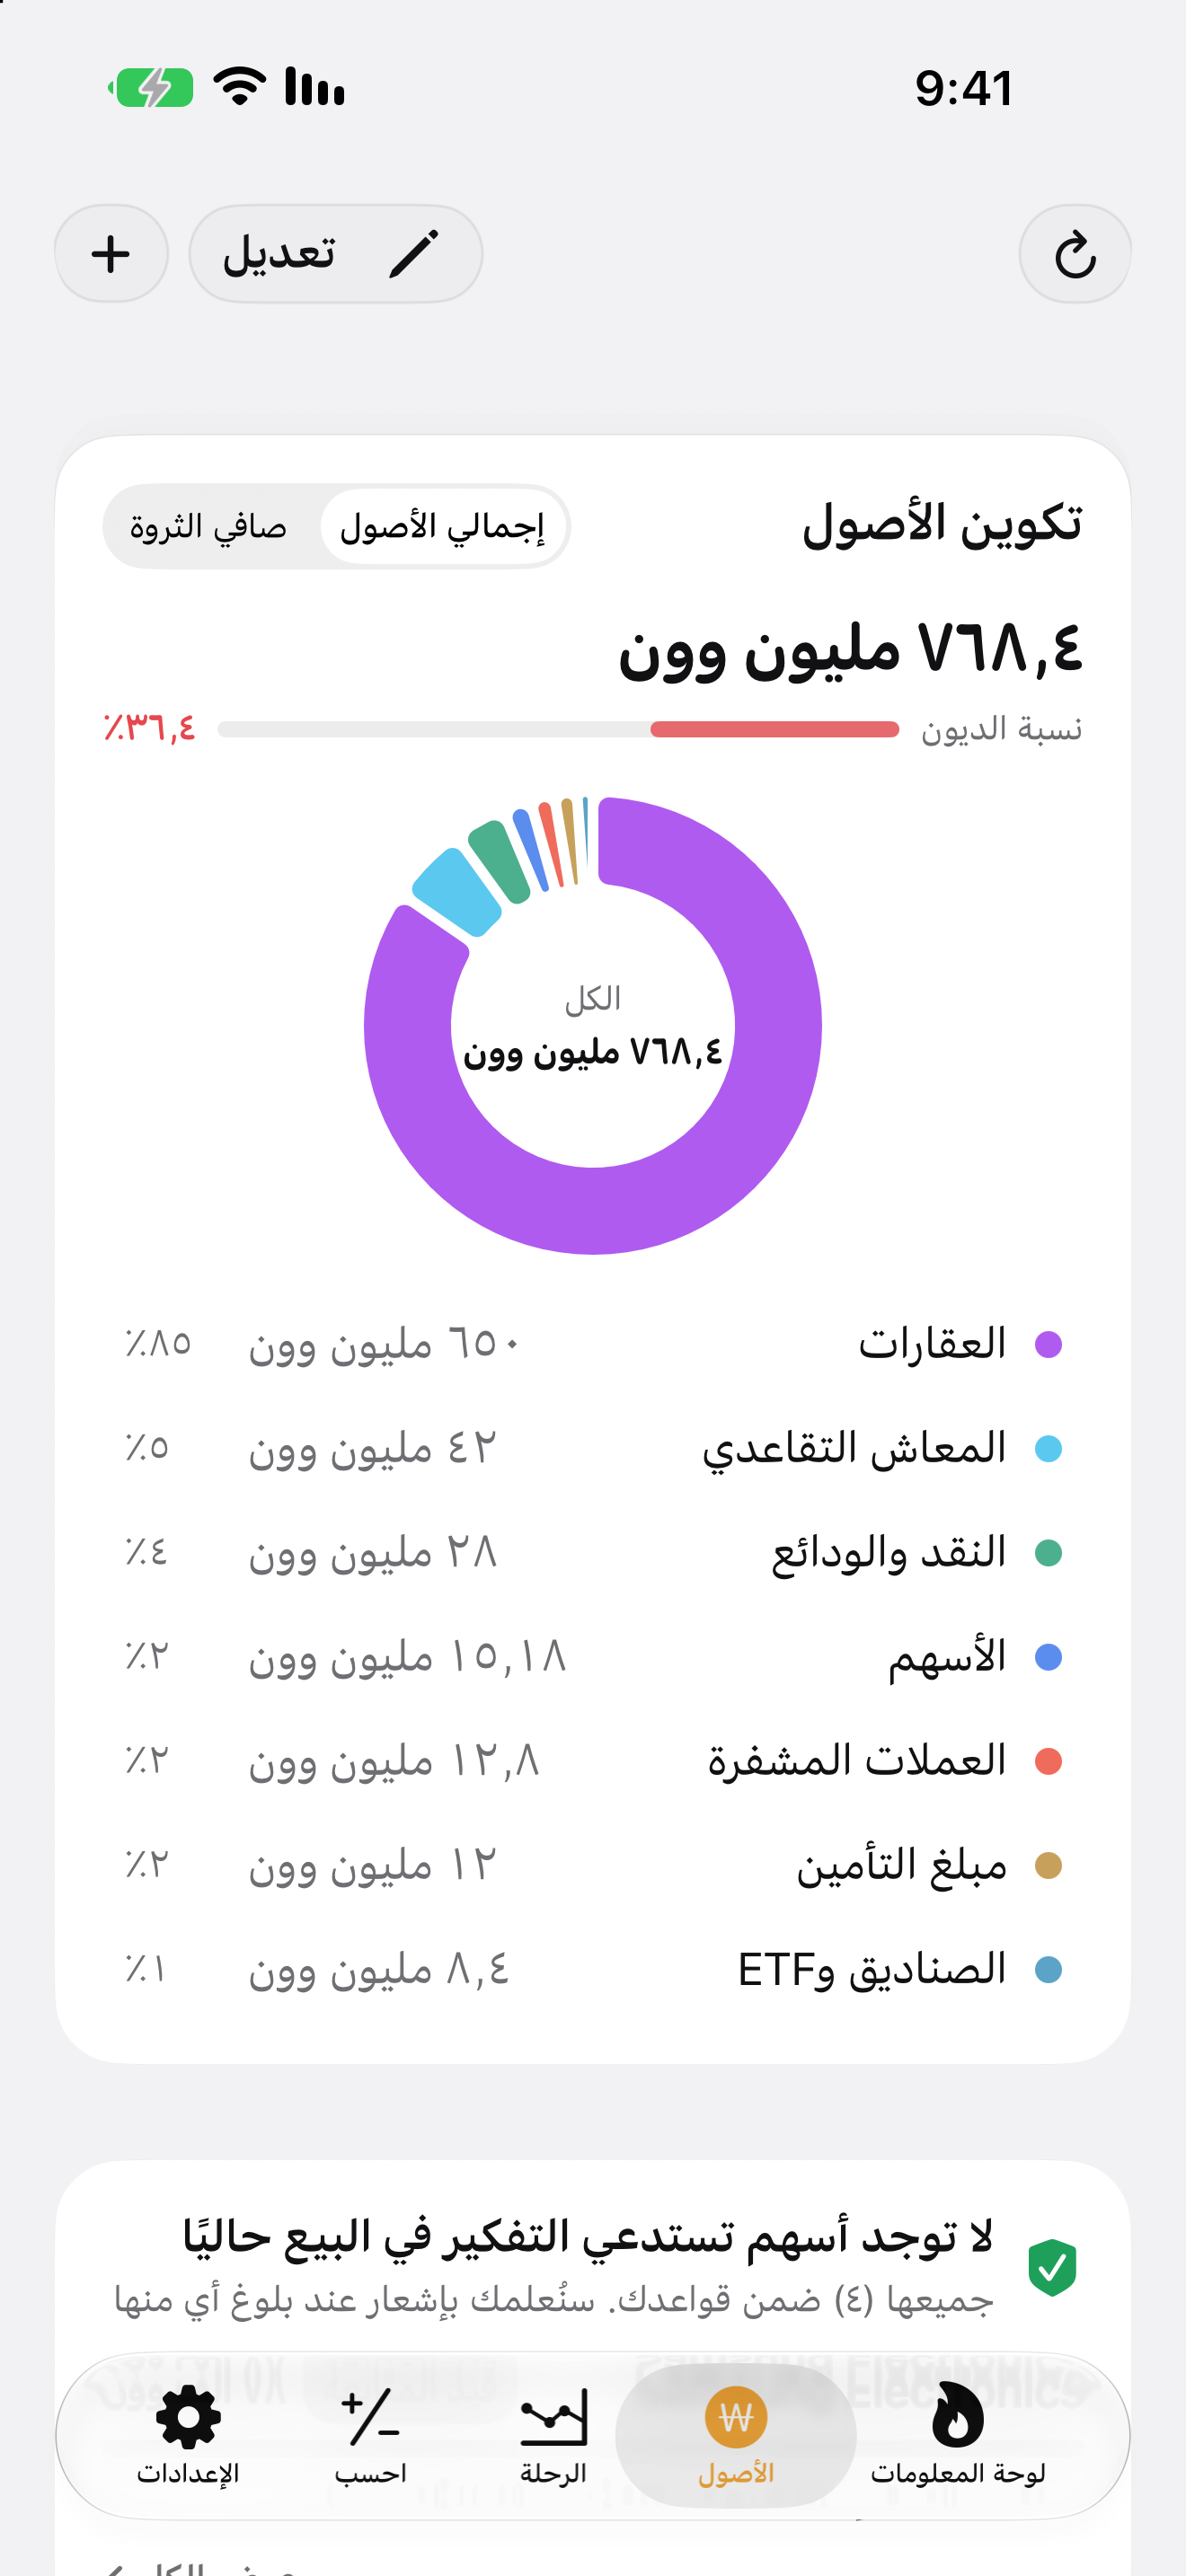 9:41
تعديل
تكوين الأصول
إجمالي الأصول
صافي الثروة
٧٦٨,٤ مليون وون
نسبة الديون
٣٦,٤٪
الكل
٧٦٨,٤ مليون وون
العقارات ٦٥٠ مليون وون ٨٥٪
المعاش التقاعدي ٤٢ مليون وون ٥٪
النقد والودائع ٢٨ مليون وون ٤٪
الأسهم ١٥,١٨ مليون وون ٢٪
العملات المشفرة ١٢,٨ مليون وون ٢٪
مبلغ التأمين ١٢ مليون وون ٢٪
الصناديق وETF ٨,٤ مليون وون ١٪
لا توجد أسهم تستدعي التفكير في البيع حاليًا
جميعها (٤) ضمن قواعدك. سنُعلمك بإشعار عند بلوغ أي منها
لوحة المعلومات
الأصول
الرحلة
احسب
الإعدادات